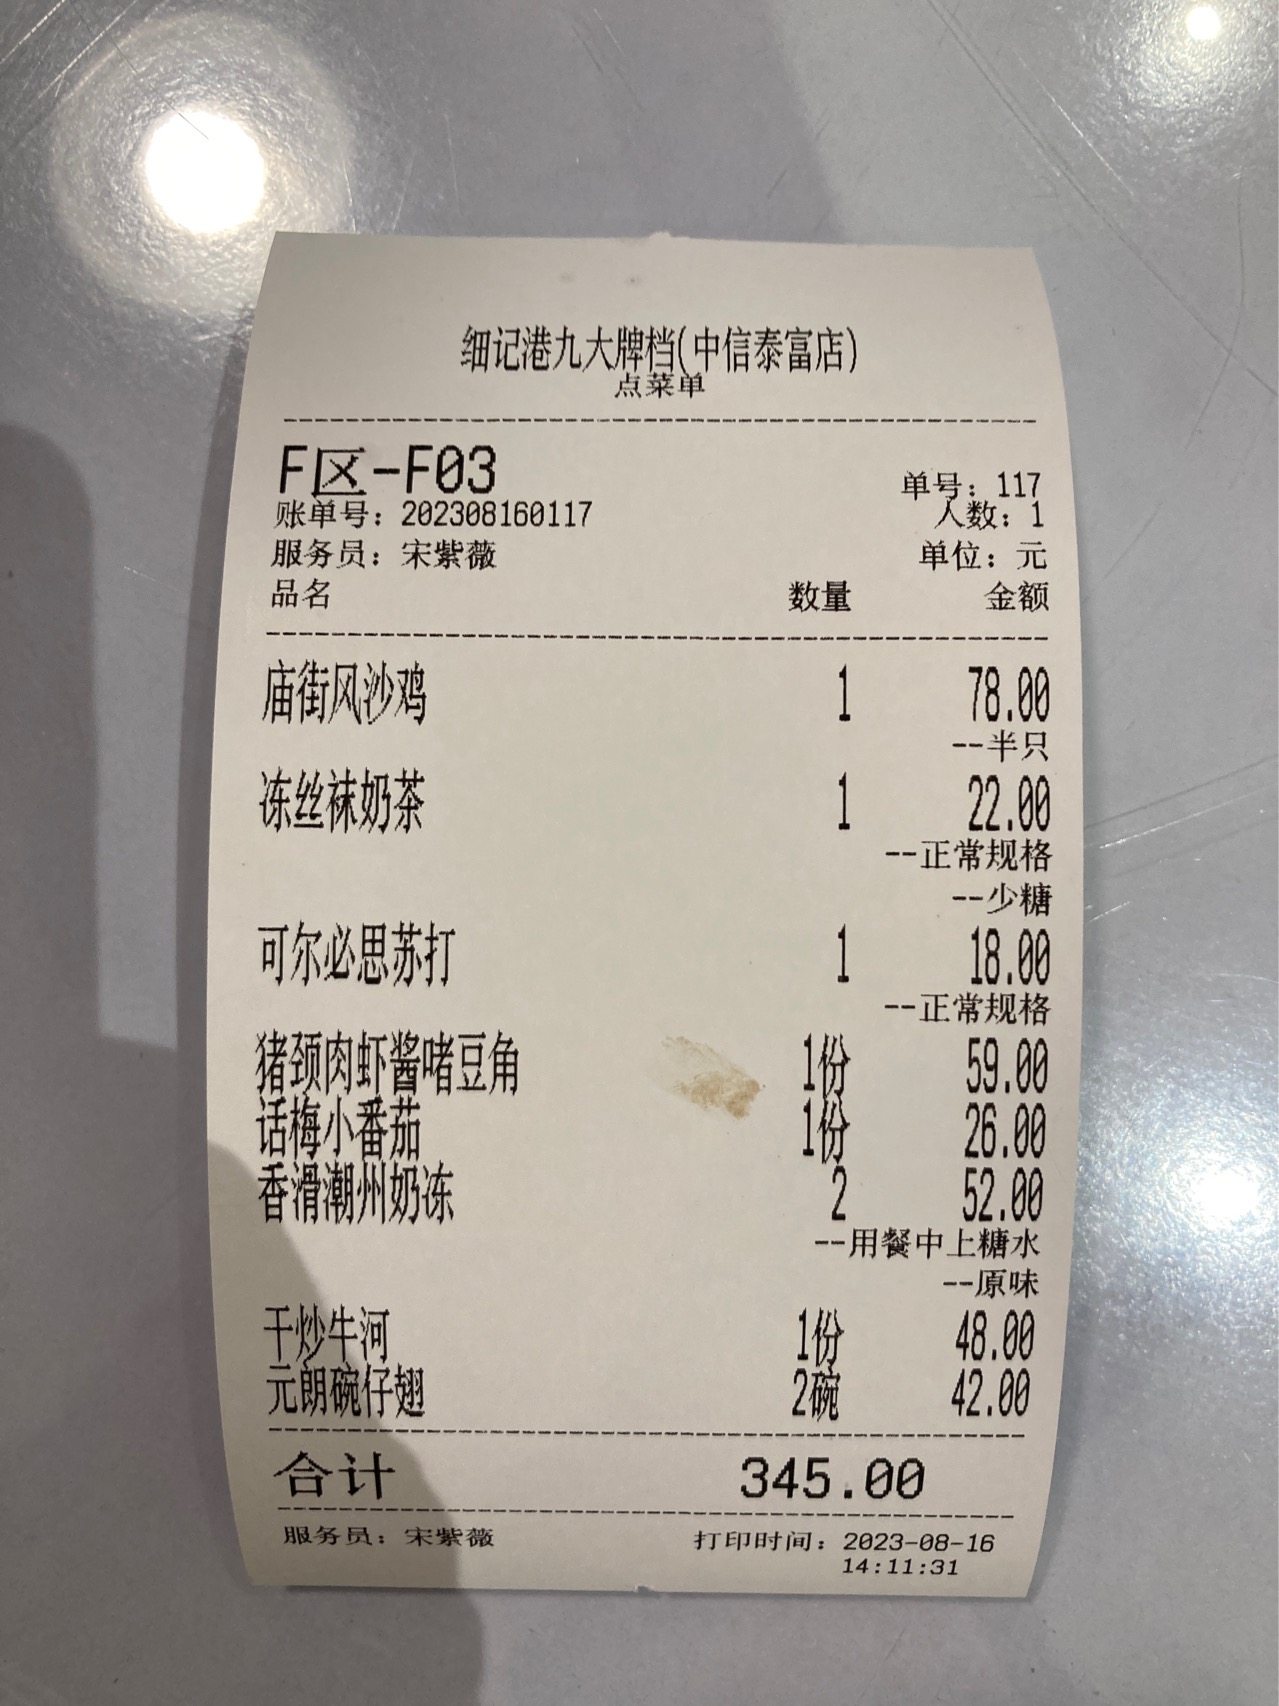 细记港九大牌档(中信泰富店)
点菜单
F区-F03
单号: 117
账单号: 202308160117 人数: 1
服务员: 宋紫薇 单位: 元
品名 数量 金额
庙街风沙鸡 1 78.00
--半只
冻丝袜奶茶 1 22.00
--正常规格
--少糖
可尔必思苏打 1 18.00
--正常规格
猪颈肉虾酱啫豆角 1份 59.00
话梅小番茄 1份 26.00
香滑潮州奶冻 2 52.00
--用餐中上糖水
--原味
干炒牛河 1份 48.00
元朗碗仔翅 2碗 42.00
合计 345.00
服务员: 宋紫薇 打印时间: 2023-08-16
14:11:31